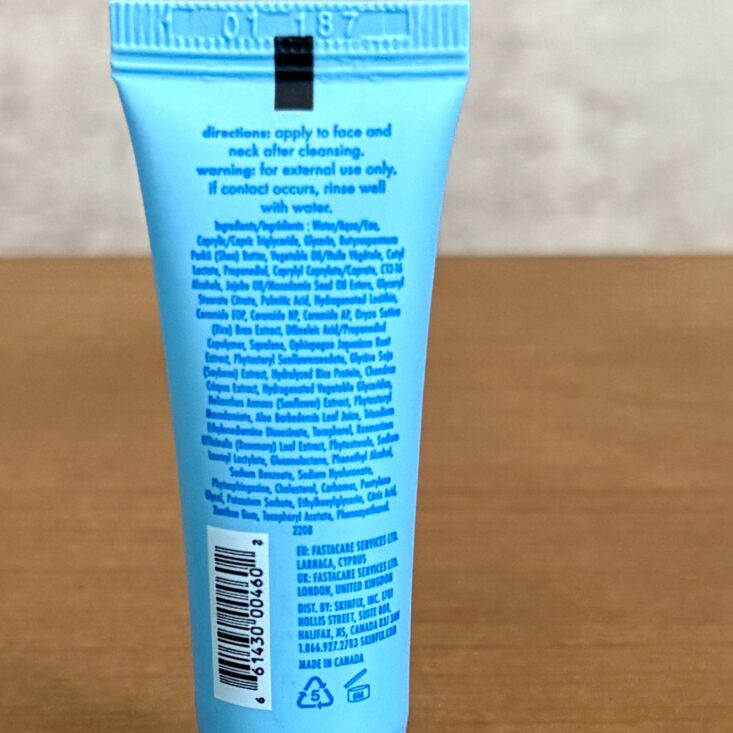 01 187
directions: apply to face and
neck after cleansing.
warning: for external use only.
if contact occurs, rinse well
with water.
Ingredients/Ingrédients : Water/Aqua/Eau,
Caprylic/Capric Triglyceride, Glycerin, Butyrospermum
Parkii (Shea) Butter, Vegetable Oil/Huile Végétale, Cetyl
Lactate, Propanediol, Caprylyl Caprylate/Caprate, C12-16
Alcohols, Jojoba Oil/Macadamia Seed Oil Esters, Glyceryl
Stearate Citrate, Palmitic Acid, Hydrogenated Lecithin,
Ceramide EOP, Ceramide NP, Ceramide AP, Oryza Sativa
(Rice) Bran Extract, Dilinoleic Acid/Propanediol
Copolymer, Squalene, Ophiopogon Japonicus Root
Extract, Phytosteryl Sunflowerseedate, Glycine Soja
(Soybean) Extract, Hydrolyzed Rice Protein, Chondrus
Crispus Extract, Hydrogenated Vegetable Glycerides,
Helianthus Annuus (Sunflower) Extract, Phytosteryl
Macadamiate, Aloe Barbadensis Leaf Juice, Trisodium
Ethylenediamine Disuccinate, Tocopherol, Rosmarinus
Officinalis (Rosemary) Leaf Extract, Phytosterols, Sodium
Lauroyl Lactylate, Gluconolactone, Phenethyl Alcohol,
Sodium Benzoate, Sodium Hyaluronate,
Phytosphingosine, Cholesterol, Carbomer, Pentylene
Glycol, Potassium Sorbate, Ethylhexylglycerin, Citric Acid,
Xanthan Gum, Tocopheryl Acetate, Phenoxyethanol.
2208
EU: FASTACARE SERVICES LTD.
LARNACA, CYPRUS
UK: FASTACARE SERVICES LTD.
LONDON, UNITED KINGDOM
DIST. BY: SKINFIX, INC. 1701
HOLLIS STREET, SUITE 800,
HALIFAX, NS, CANADA B3J
1.866.927.2783 SKINFIX.COM
MADE IN CANADA
6 61430 00460 2
5
6M